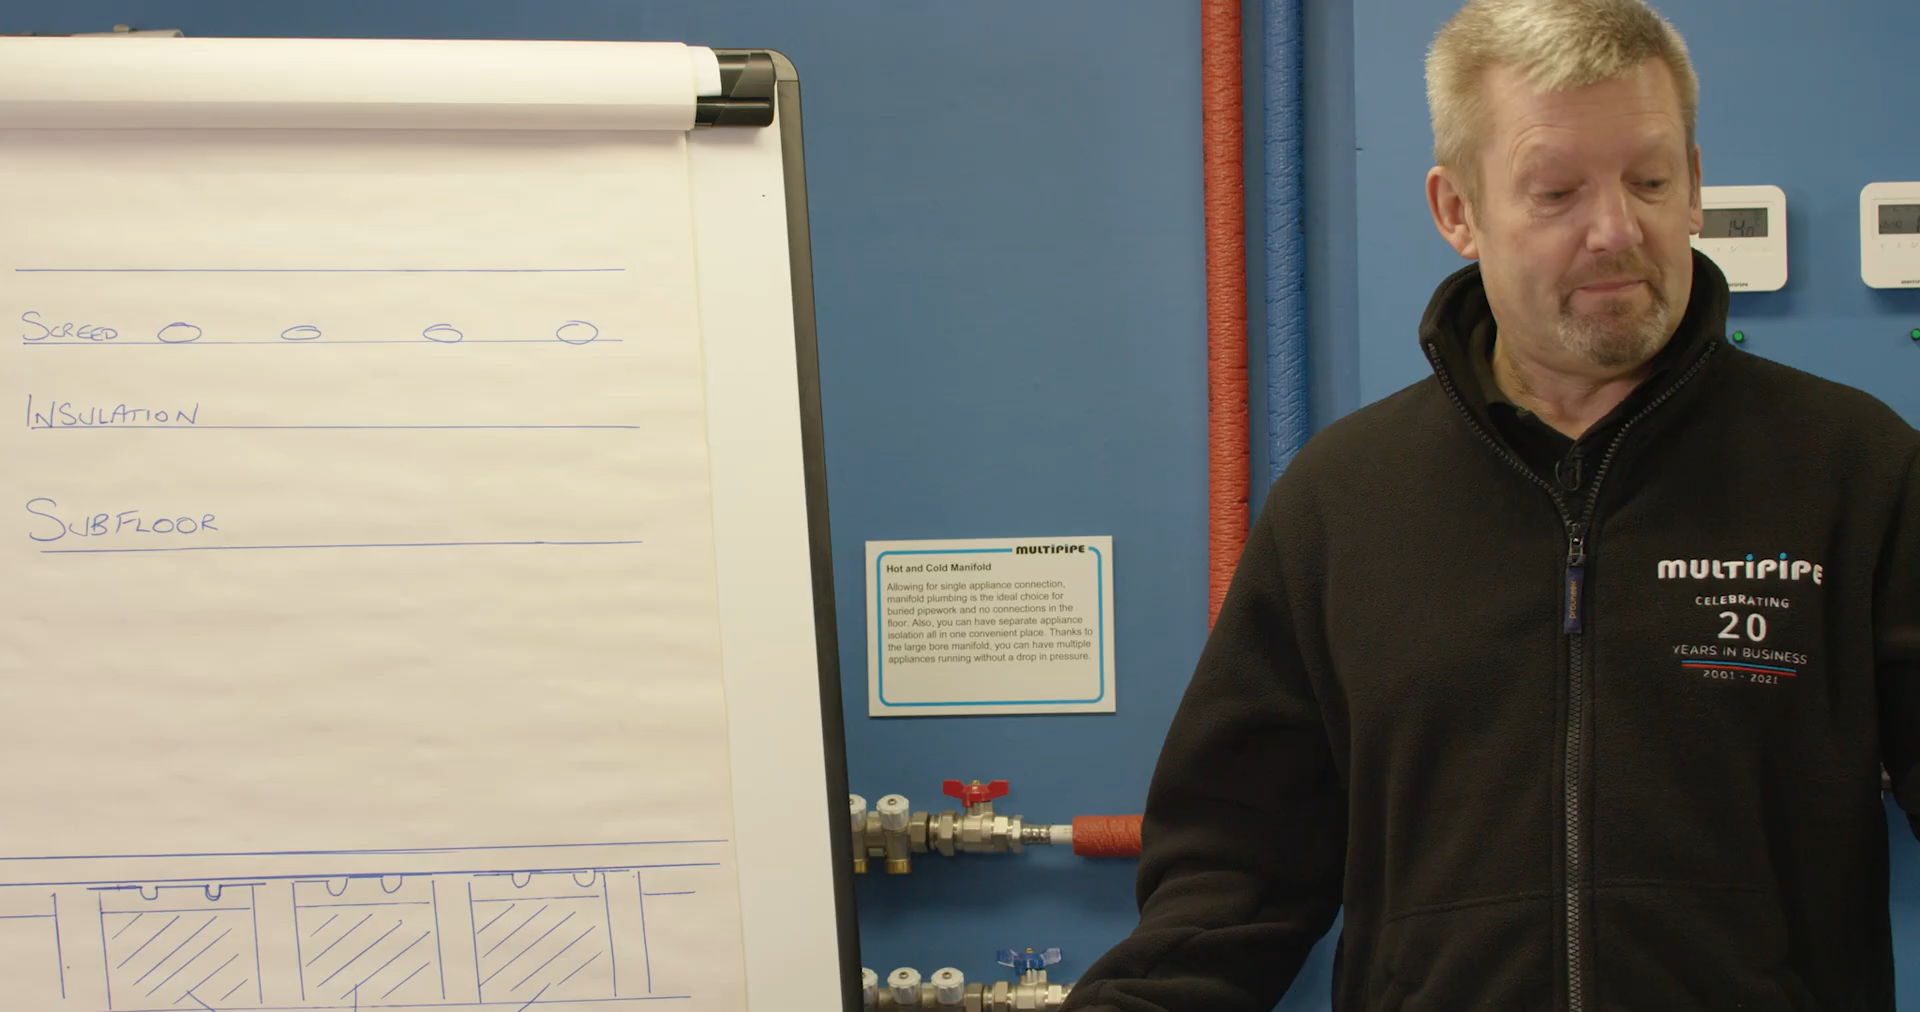 SCREED
INSULATION
SUBFLOOR
MULTIPIPE
Hot and Cold Manifold
Allowing for single appliance connection,
manifold plumbing is the ideal choice for
buried pipework and no connections in the
floor. Also, you can have separate appliance
isolation all in one convenient place. Thanks to
the large bore manifold, you can have multiple
appliances running without a drop in pressure.
MULTIPIPE
CELEBRATING
20
YEARS IN BUSINESS
2001 - 2021